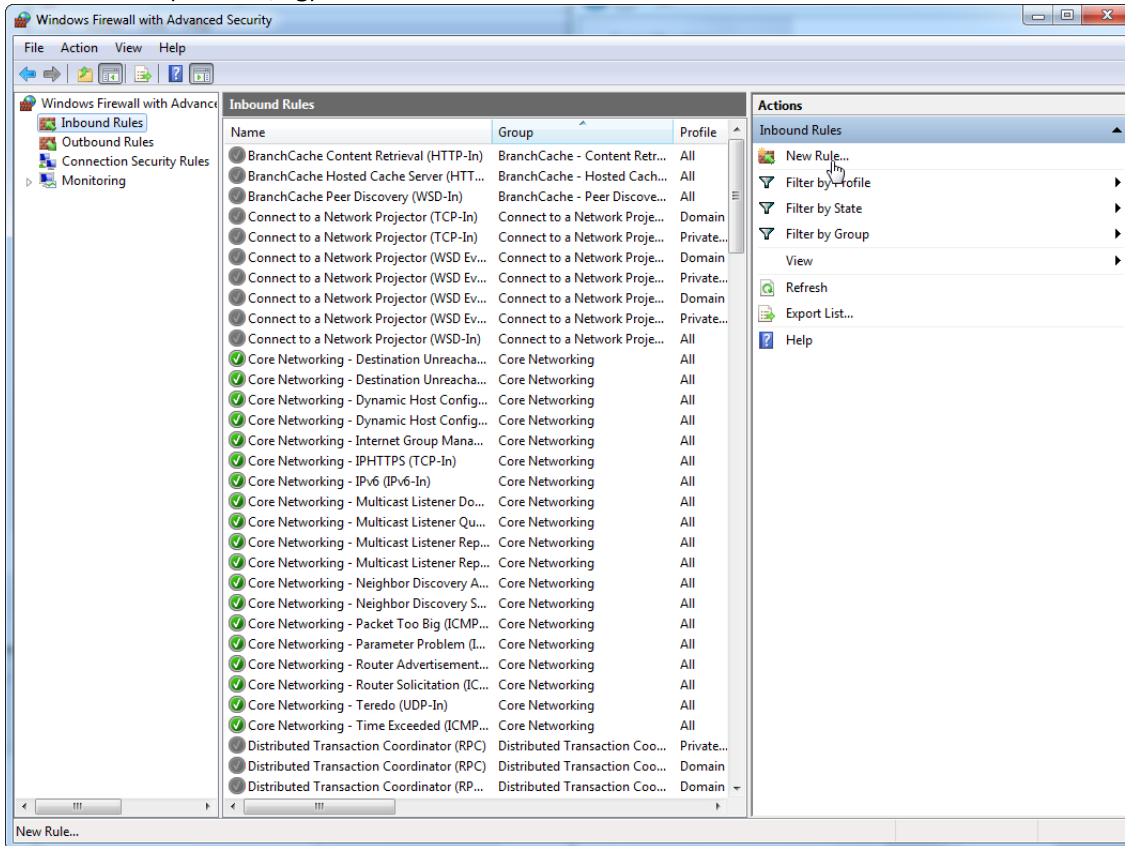 Windows Firewall with Advanced Security
File Action View Help
Windows Firewall with Advance
Inbound Rules
Outbound Rules
Connection Security Rules
Monitoring
Inbound Rules
Name Group Profile
BranchCache Content Retrieval (HTTP-In) BranchCache - Content Retr... All
BranchCache Hosted Cache Server (HTT... BranchCache - Hosted Cach... All
BranchCache Peer Discovery (WSD-In) BranchCache - Peer Discove... All
Connect to a Network Projector (TCP-In) Connect to a Network Proje... Domain
Connect to a Network Projector (TCP-In) Connect to a Network Proje... Private...
Connect to a Network Projector (WSD Ev... Connect to a Network Proje... Domain
Connect to a Network Projector (WSD Ev... Connect to a Network Proje... Private...
Connect to a Network Projector (WSD Ev... Connect to a Network Proje... Domain
Connect to a Network Projector (WSD Ev... Connect to a Network Proje... Private...
Connect to a Network Projector (WSD-In) Connect to a Network Proje... All
Core Networking - Destination Unreacha... Core Networking All
Core Networking - Destination Unreacha... Core Networking All
Core Networking - Dynamic Host Config... Core Networking All
Core Networking - Dynamic Host Config... Core Networking All
Core Networking - Internet Group Mana... Core Networking All
Core Networking - IPHTTPS (TCP-In) Core Networking All
Core Networking - IPv6 (IPv6-In) Core Networking All
Core Networking - Multicast Listener Do... Core Networking All
Core Networking - Multicast Listener Qu... Core Networking All
Core Networking - Multicast Listener Rep... Core Networking All
Core Networking - Multicast Listener Rep... Core Networking All
Core Networking - Neighbor Discovery A... Core Networking All
Core Networking - Neighbor Discovery S... Core Networking All
Core Networking - Packet Too Big (ICMP... Core Networking All
Core Networking - Parameter Problem (I... Core Networking All
Core Networking - Router Advertisement... Core Networking All
Core Networking - Router Solicitation (IC... Core Networking All
Core Networking - Teredo (UDP-In) Core Networking All
Core Networking - Time Exceeded (ICMP... Core Networking All
Distributed Transaction Coordinator (RPC) Distributed Transaction Coo... Private...
Distributed Transaction Coordinator (RPC) Distributed Transaction Coo... Domain
Distributed Transaction Coordinator (RP... Distributed Transaction Coo... Domain
Actions
Inbound Rules
New Rule...
Filter by Profile
Filter by State
Filter by Group
View
Refresh
Export List...
Help
New Rule...